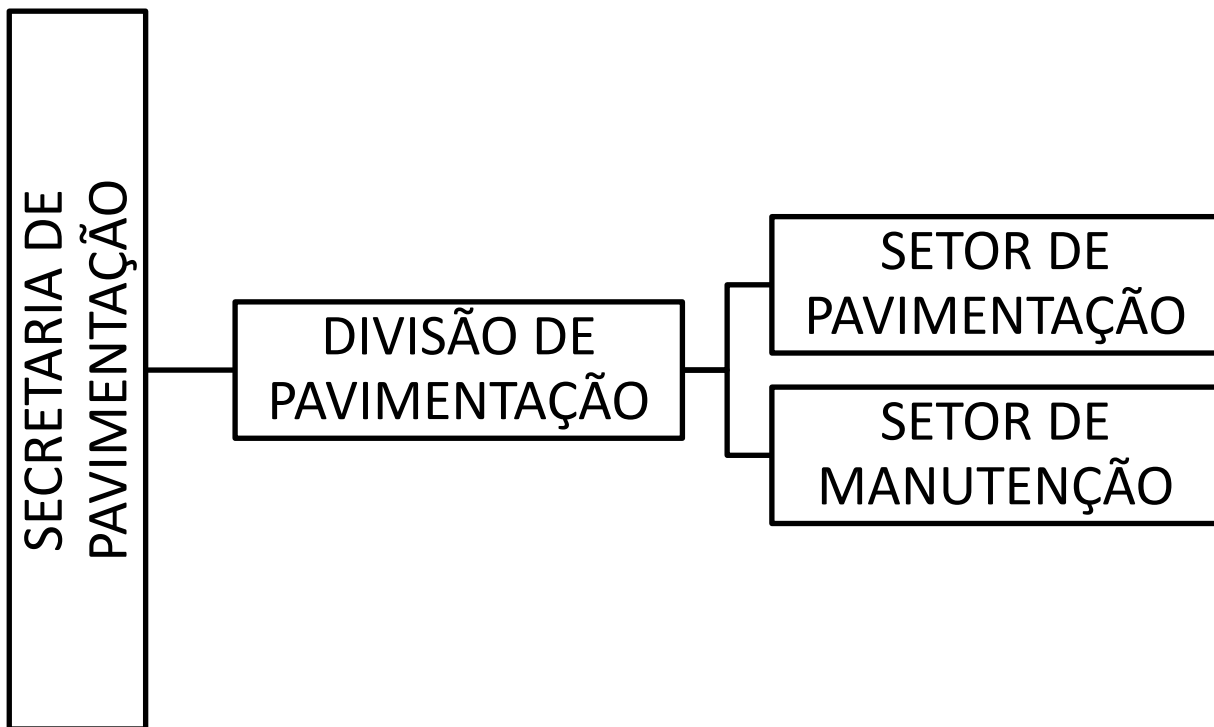 SECRETARIA DE
PAVIMENTAÇÃO
DIVISÃO DE
PAVIMENTAÇÃO
SETOR DE
PAVIMENTAÇÃO
SETOR DE
MANUTENÇÃO